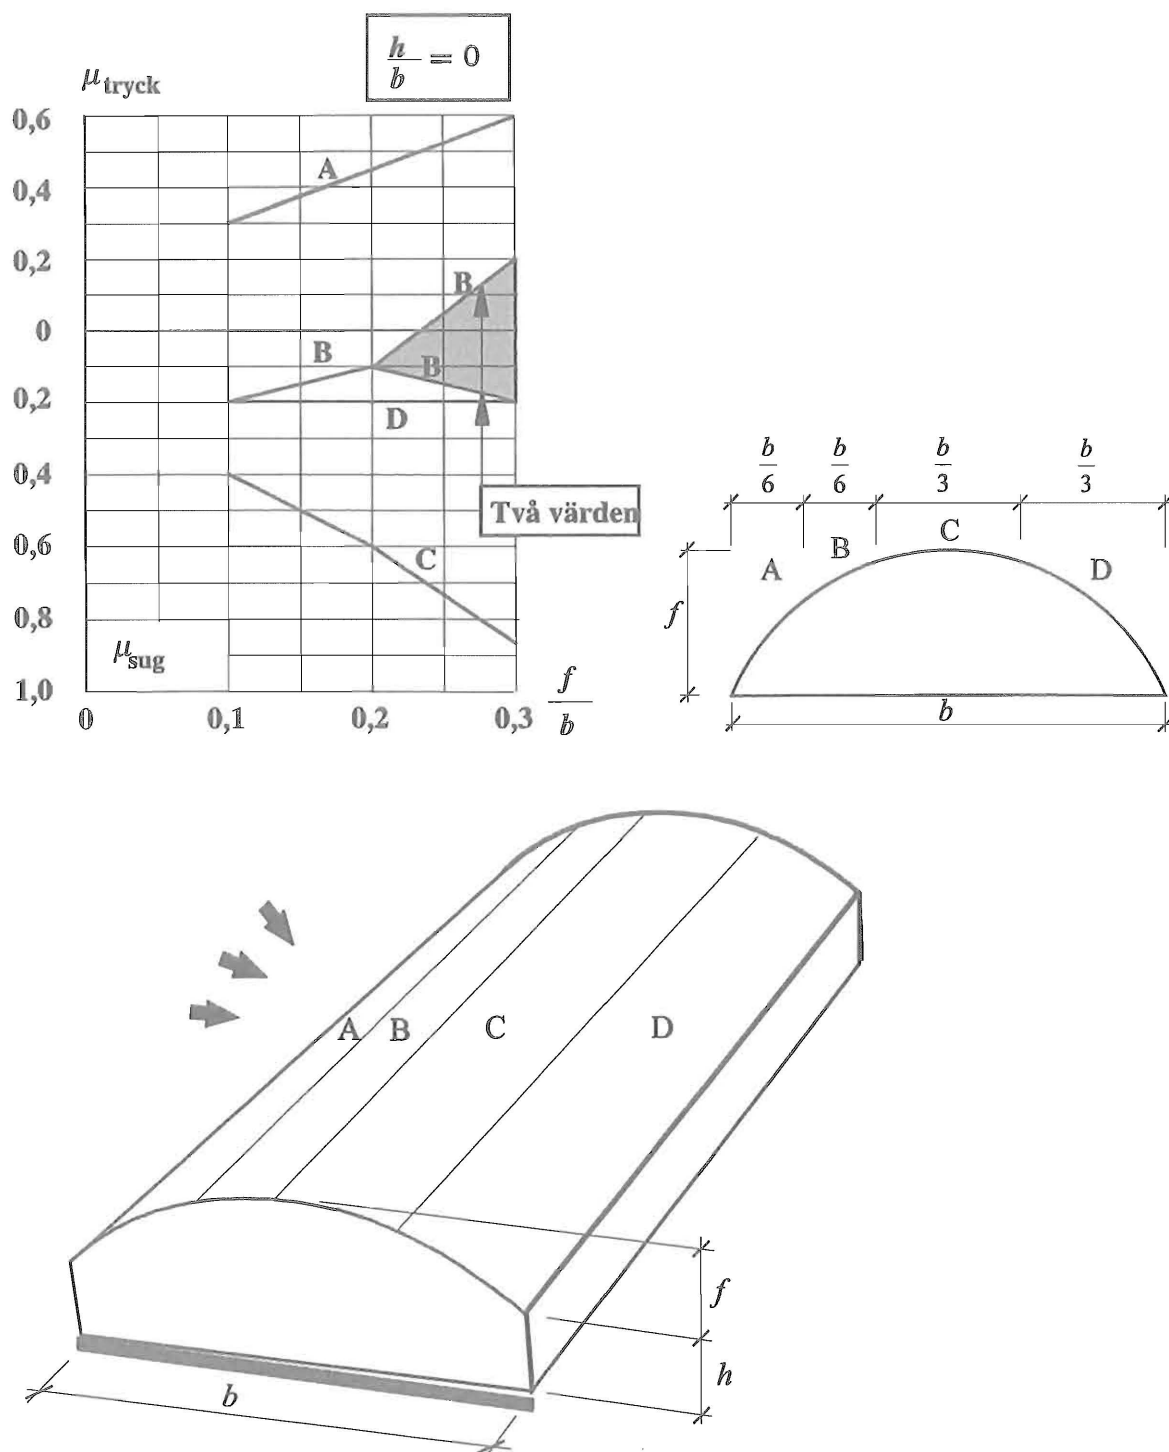 h/b = 0
μtryck
0,6
A
0,4
0,2
B
0
B
B
0,2
D
0,4
Två värden
0,6
C
0,8
μsug
1,0
f/b
0
0,1
0,2
0,3
b/6
b/6
b/3
b/3
C
B
A
D
f
b
A
B
C
D
f
h
b